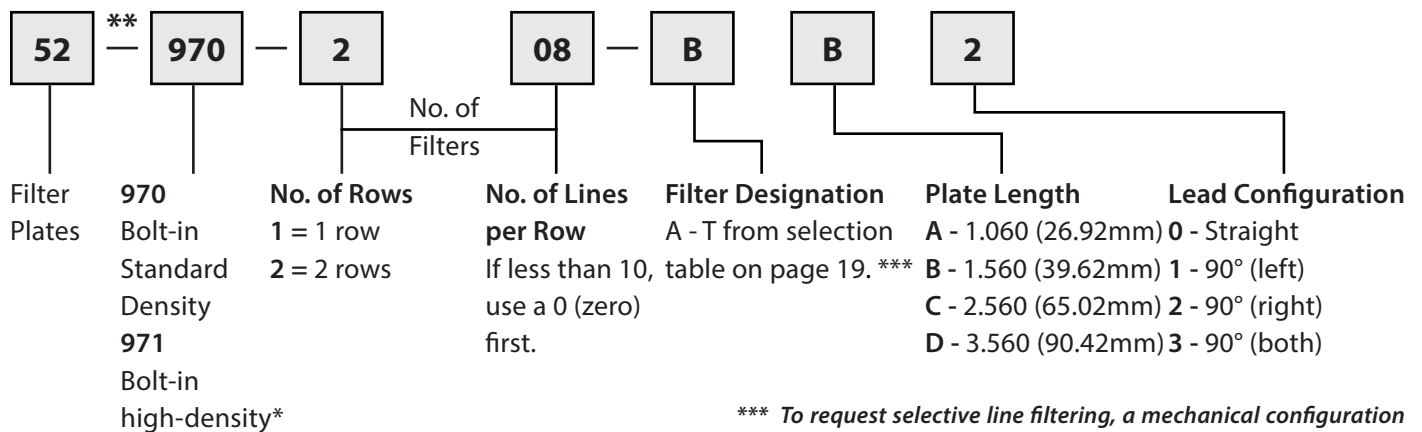 **
52 — 970 — 2 08 — B B 2
No. of
Filters
Filter
Plates
970
Bolt-in
Standard
Density
971
Bolt-in
high-density*
No. of Rows
1 = 1 row
2 = 2 rows
No. of Lines
per Row
If less than 10,
use a 0 (zero)
first.
Filter Designation
A - T from selection
table on page 19. ***
Plate Length
A - 1.060 (26.92mm)
B - 1.560 (39.62mm)
C - 2.560 (65.02mm)
D - 3.560 (90.42mm)
Lead Configuration
0 - Straight
1 - 90° (left)
2 - 90° (right)
3 - 90° (both)
*** To request selective line filtering, a mechanical configuration